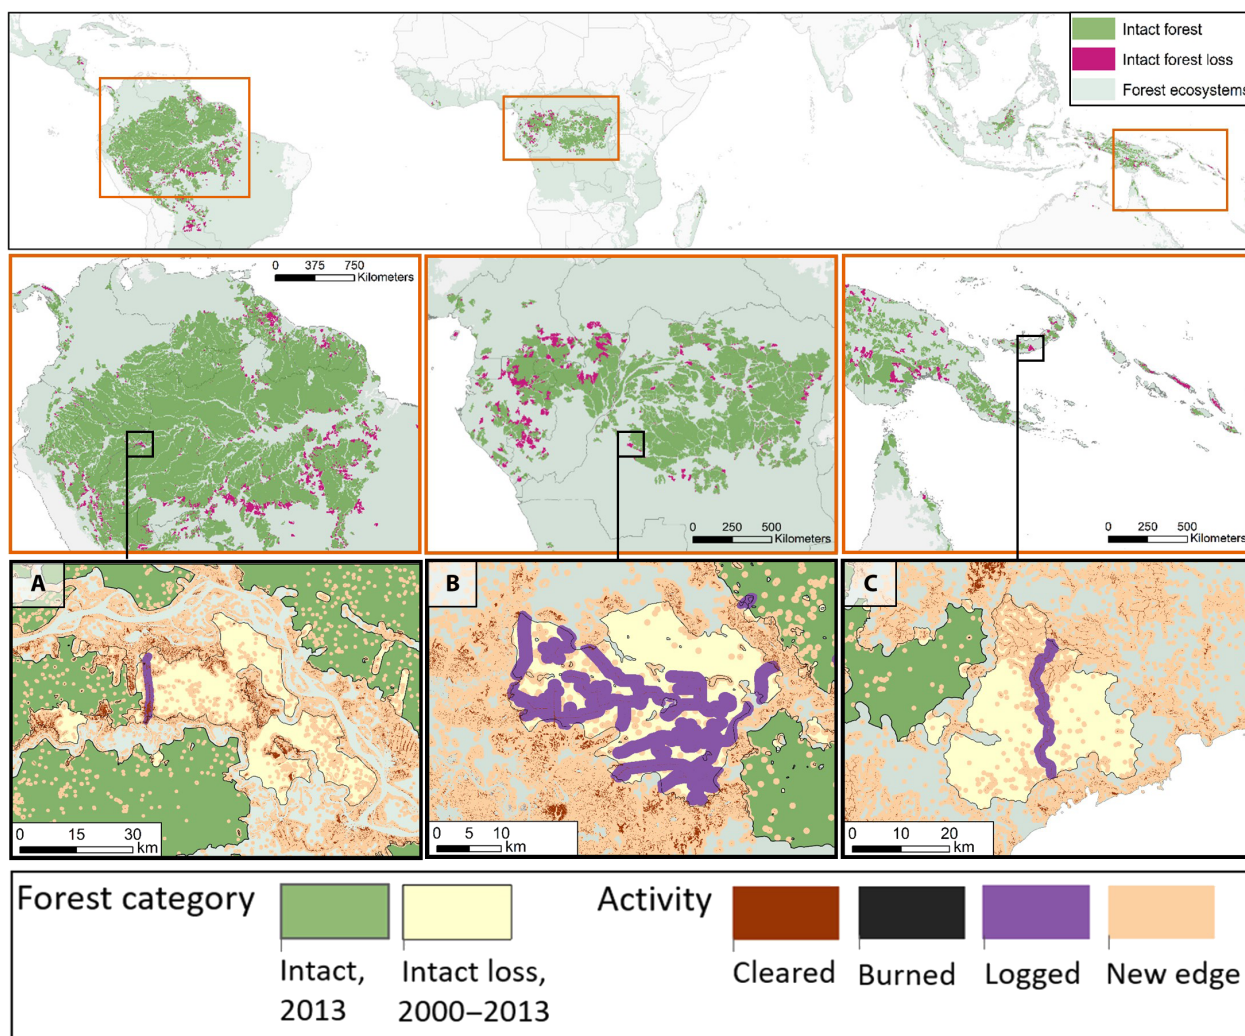 Intact forest
Intact forest loss
Forest ecosystems
0 375 750
Kilometers
0 250 500
Kilometers
0 250 500
Kilometers
A
B
C
0 15 30
km
0 5 10
km
0 10 20
km
Forest category
Activity
Intact,
2013
Intact loss,
2000–2013
Cleared
Burned
Logged
New edge